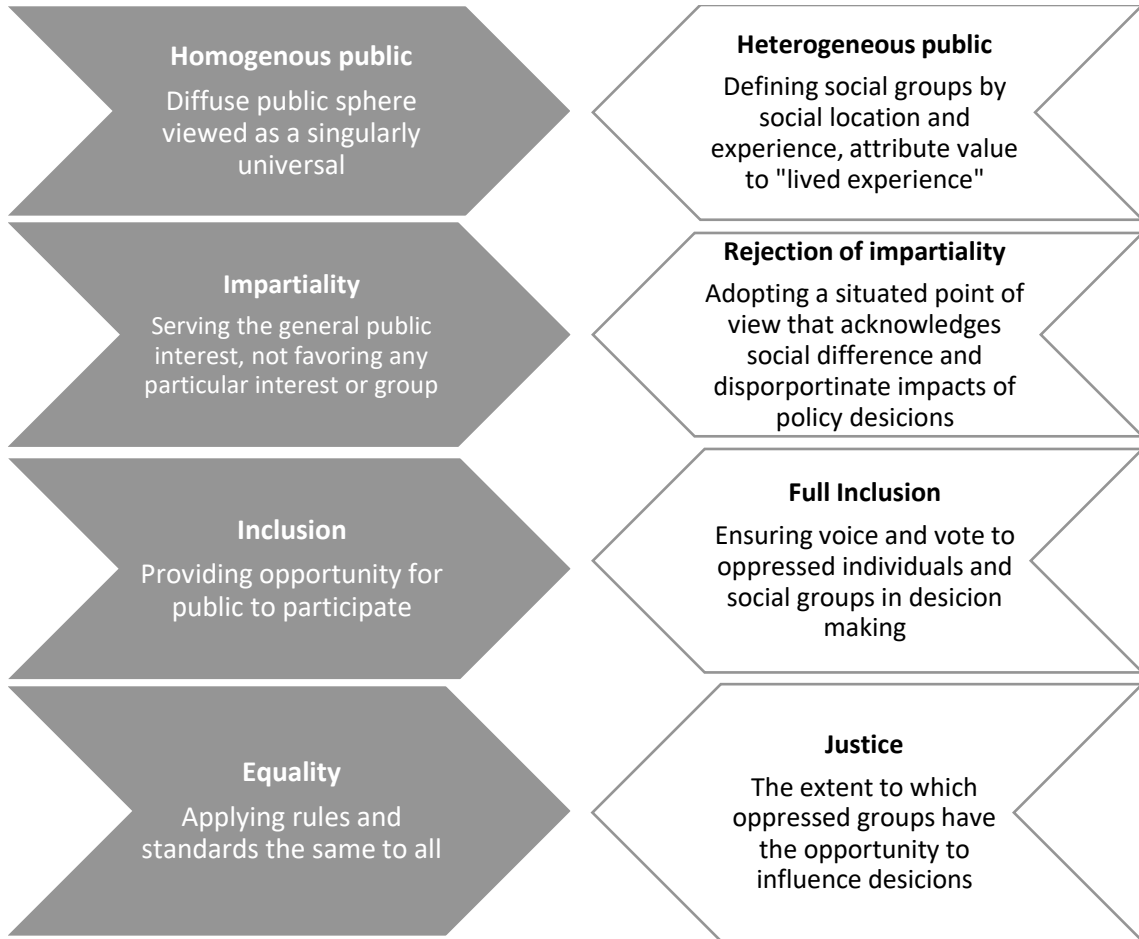 Homogenous public
Diffuse public sphere
viewed as a singularly
universal
Heterogeneous public
Defining social groups by
social location and
experience, attribute value
to "lived experience"
Impartiality
Serving the general public
interest, not favoring any
particular interest or group
Rejection of impartiality
Adopting a situated point of
view that acknowledges
social difference and
disporportinate impacts of
policy desicions
Inclusion
Providing opportunity for
public to participate
Full Inclusion
Ensuring voice and vote to
oppressed individuals and
social groups in desicion
making
Equality
Applying rules and
standards the same to all
Justice
The extent to which
oppressed groups have
the opportunity to
influence desicions